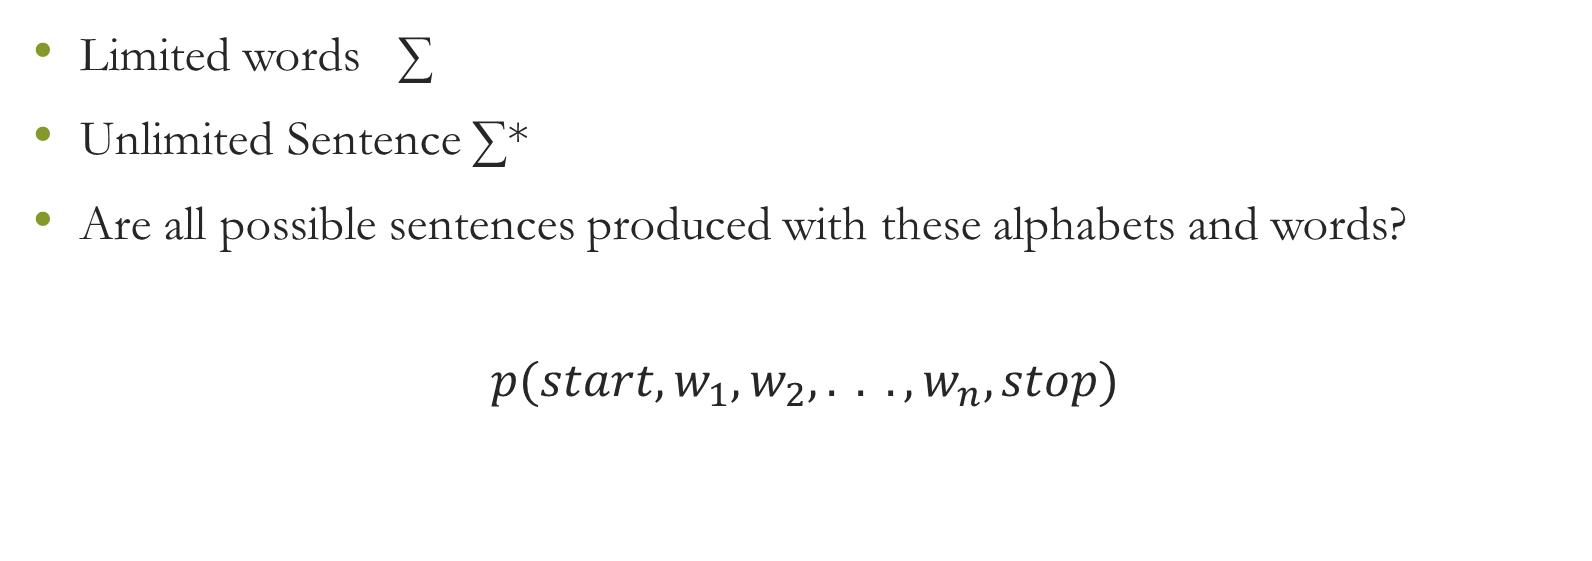 • Limited words ∑
• Unlimited Sentence ∑*
• Are all possible sentences produced with these alphabets and words?
p(start, w₁, w₂, . . ., wₙ, stop)